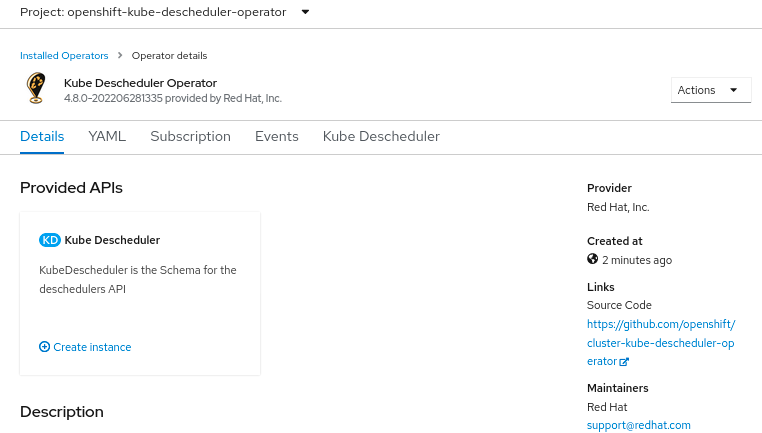 Project: openshift-kube-descheduler-operator
Installed Operators > Operator details
Kube Descheduler Operator
4.8.0-202206281335 provided by Red Hat, Inc.
Actions
Details YAML Subscription Events Kube Descheduler
Provided APIs
KD Kube Descheduler
KubeDescheduler is the Schema for the
deschedulers API
Create instance
Description
Provider
Red Hat, Inc.
Created at
2 minutes ago
Links
Source Code
https://github.com/openshift/
cluster-kube-descheduler-op
erator
Maintainers
Red Hat
support@redhat.com